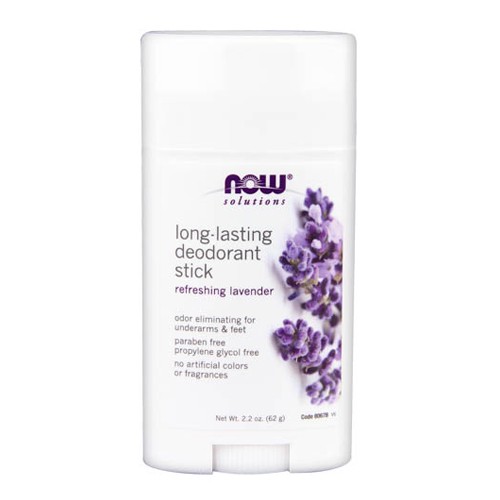 now®
solutions
long-lasting
deodorant
stick
refreshing lavender
odor eliminating for
underarms & feet
paraben free
propylene glycol free
no artificial colors
or fragrances
Net Wt. 2.2 oz. (62 g)